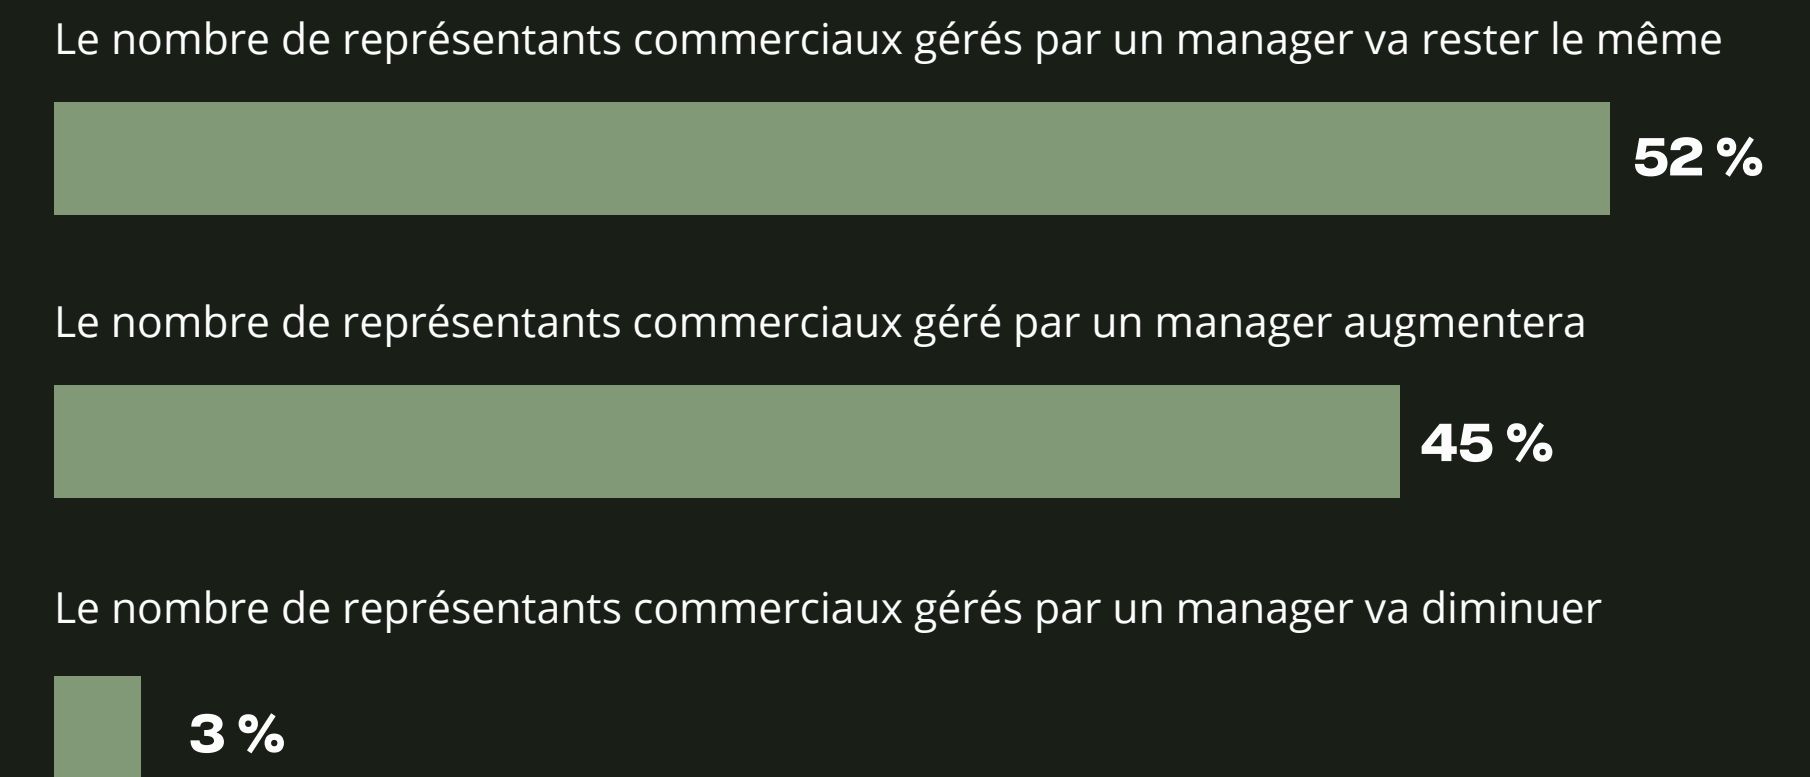 Le nombre de représentants commerciaux gérés par un manager va rester le même
52 %
Le nombre de représentants commerciaux géré par un manager augmentera
45 %
Le nombre de représentants commerciaux gérés par un manager va diminuer
3 %